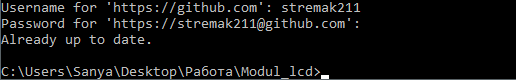 Username for 'https://github.com': stremak211
Password for 'https://stremak211@github.com':
Already up to date.
C:\Users\Sanya\Desktop\Работа\Modul_lcd>